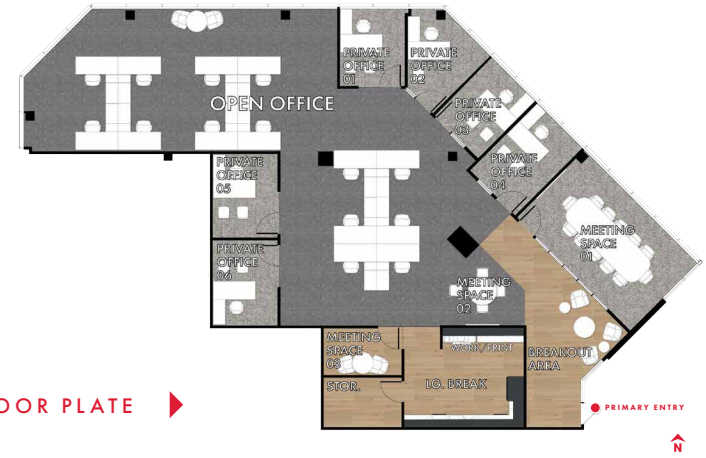 PRIVATE
OFFICE
01
PRIVATE
OFFICE
02
OPEN OFFICE
PRIVATE
OFFICE
03
PRIVATE
OFFICE
04
PRIVATE
OFFICE
05
MEETING
SPACE
01
PRIVATE
OFFICE
06
MEETING
SPACE
02
MEETING
SPACE
03
WORK / PRINT
BREAKOUT
AREA
STOR.
LG. BREAK
OOR PLATE
PRIMARY ENTRY
N